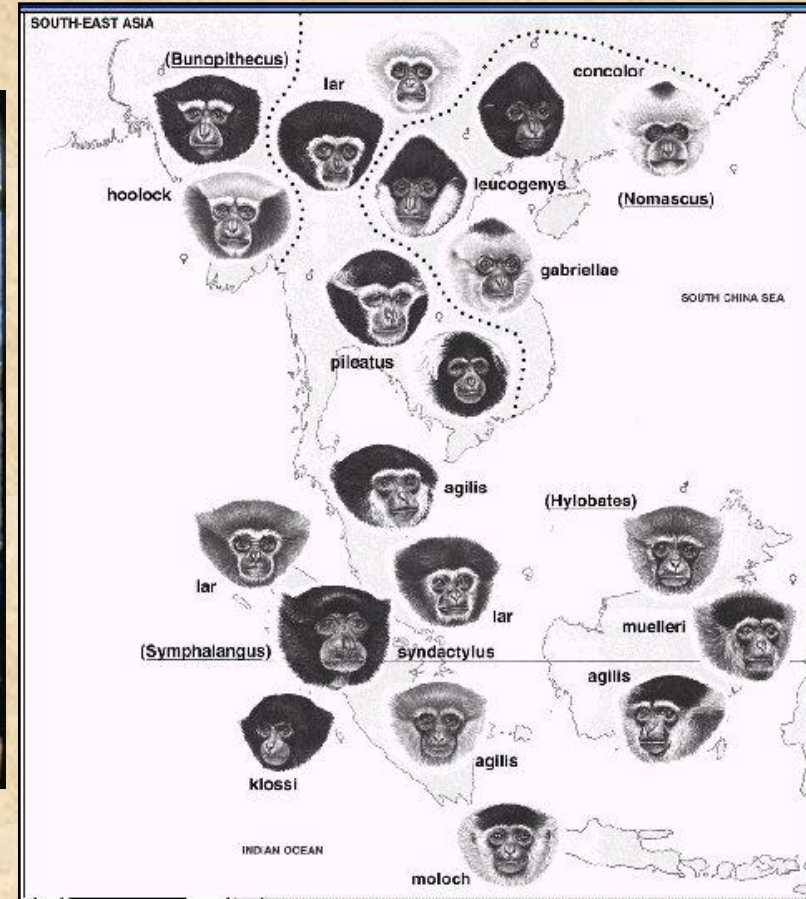 SOUTH-EAST ASIA
(Bunopithecus)
lar
concolor
hoolock
leucogenys
(Nomascus)
gabriellae
SOUTH CHINA SEA
pileatus
agilis
(Hylobates)
lar
lar
muelleri
(Symphalangus)
syndactylus
agilis
agilis
klossi
INDIAN OCEAN
moloch